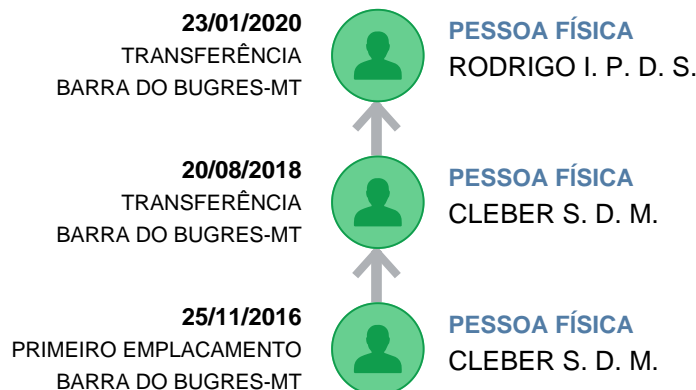 23/01/2020
TRANSFERÊNCIA
BARRA DO BUGRES-MT
PESSOA FÍSICA
RODRIGO I. P. D. S.
20/08/2018
TRANSFERÊNCIA
BARRA DO BUGRES-MT
PESSOA FÍSICA
CLEBER S. D. M.
25/11/2016
PRIMEIRO EMPLACAMENTO
BARRA DO BUGRES-MT
PESSOA FÍSICA
CLEBER S. D. M.